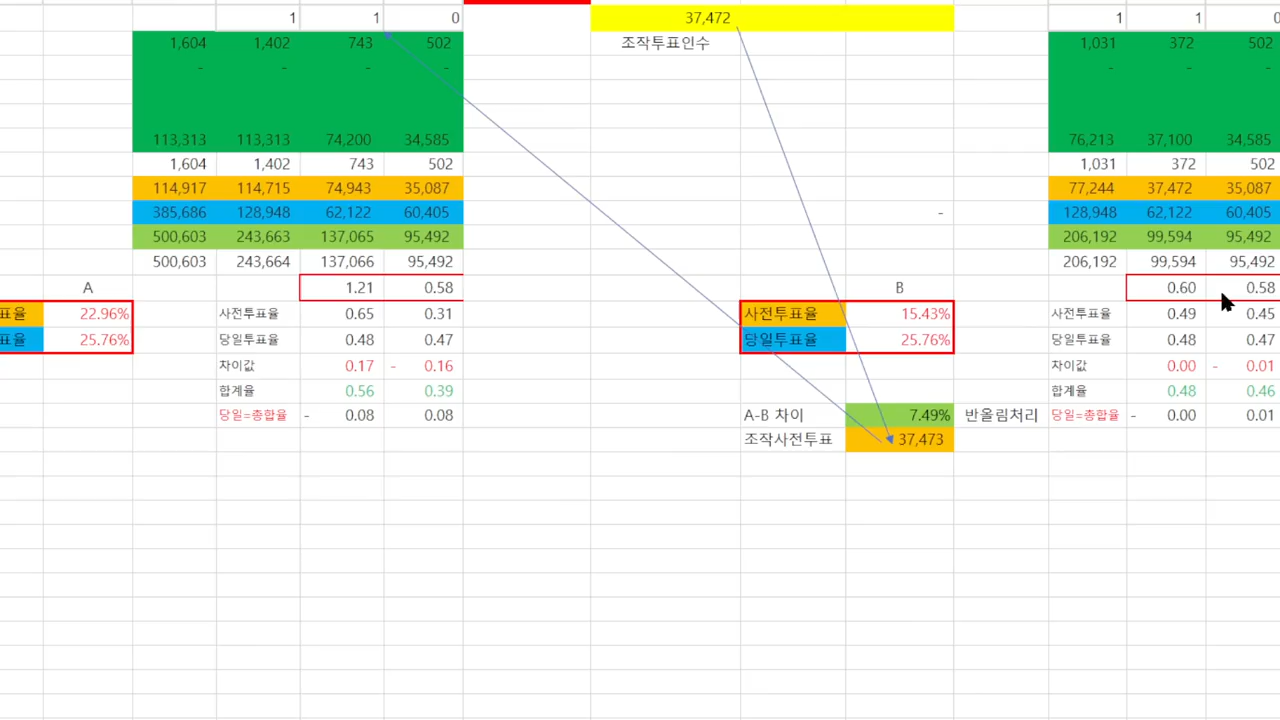 1 1 0 37,472 1 1 0
1,604 1,402 743 502 조작투표인수 1,031 372 502
- - - - - - -
113,313 113,313 74,200 34,585 76,213 37,100 34,585
1,604 1,402 743 502 1,031 372 502
114,917 114,715 74,943 35,087 77,244 37,472 35,087
385,686 128,948 62,122 60,405 - 128,948 62,122 60,405
500,603 243,663 137,065 95,492 206,192 99,594 95,492
500,603 243,664 137,066 95,492 206,192 99,594 95,492
A 1.21 0.58 B 0.60 0.58
표율 22.96% 사전투표율 0.65 0.31 사전투표율 15.43% 사전투표율 0.49 0.45
표율 25.76% 당일투표율 0.48 0.47 당일투표율 25.76% 당일투표율 0.48 0.47
차이값 0.17 - 0.16 차이값 0.00 - 0.01
합계율 0.56 0.39 합계율 0.48 0.46
당일=총합율 - 0.08 0.08 A-B 차이 7.49% 반올림처리 당일=총합율 - 0.00 0.01
조작사전투표 37,473